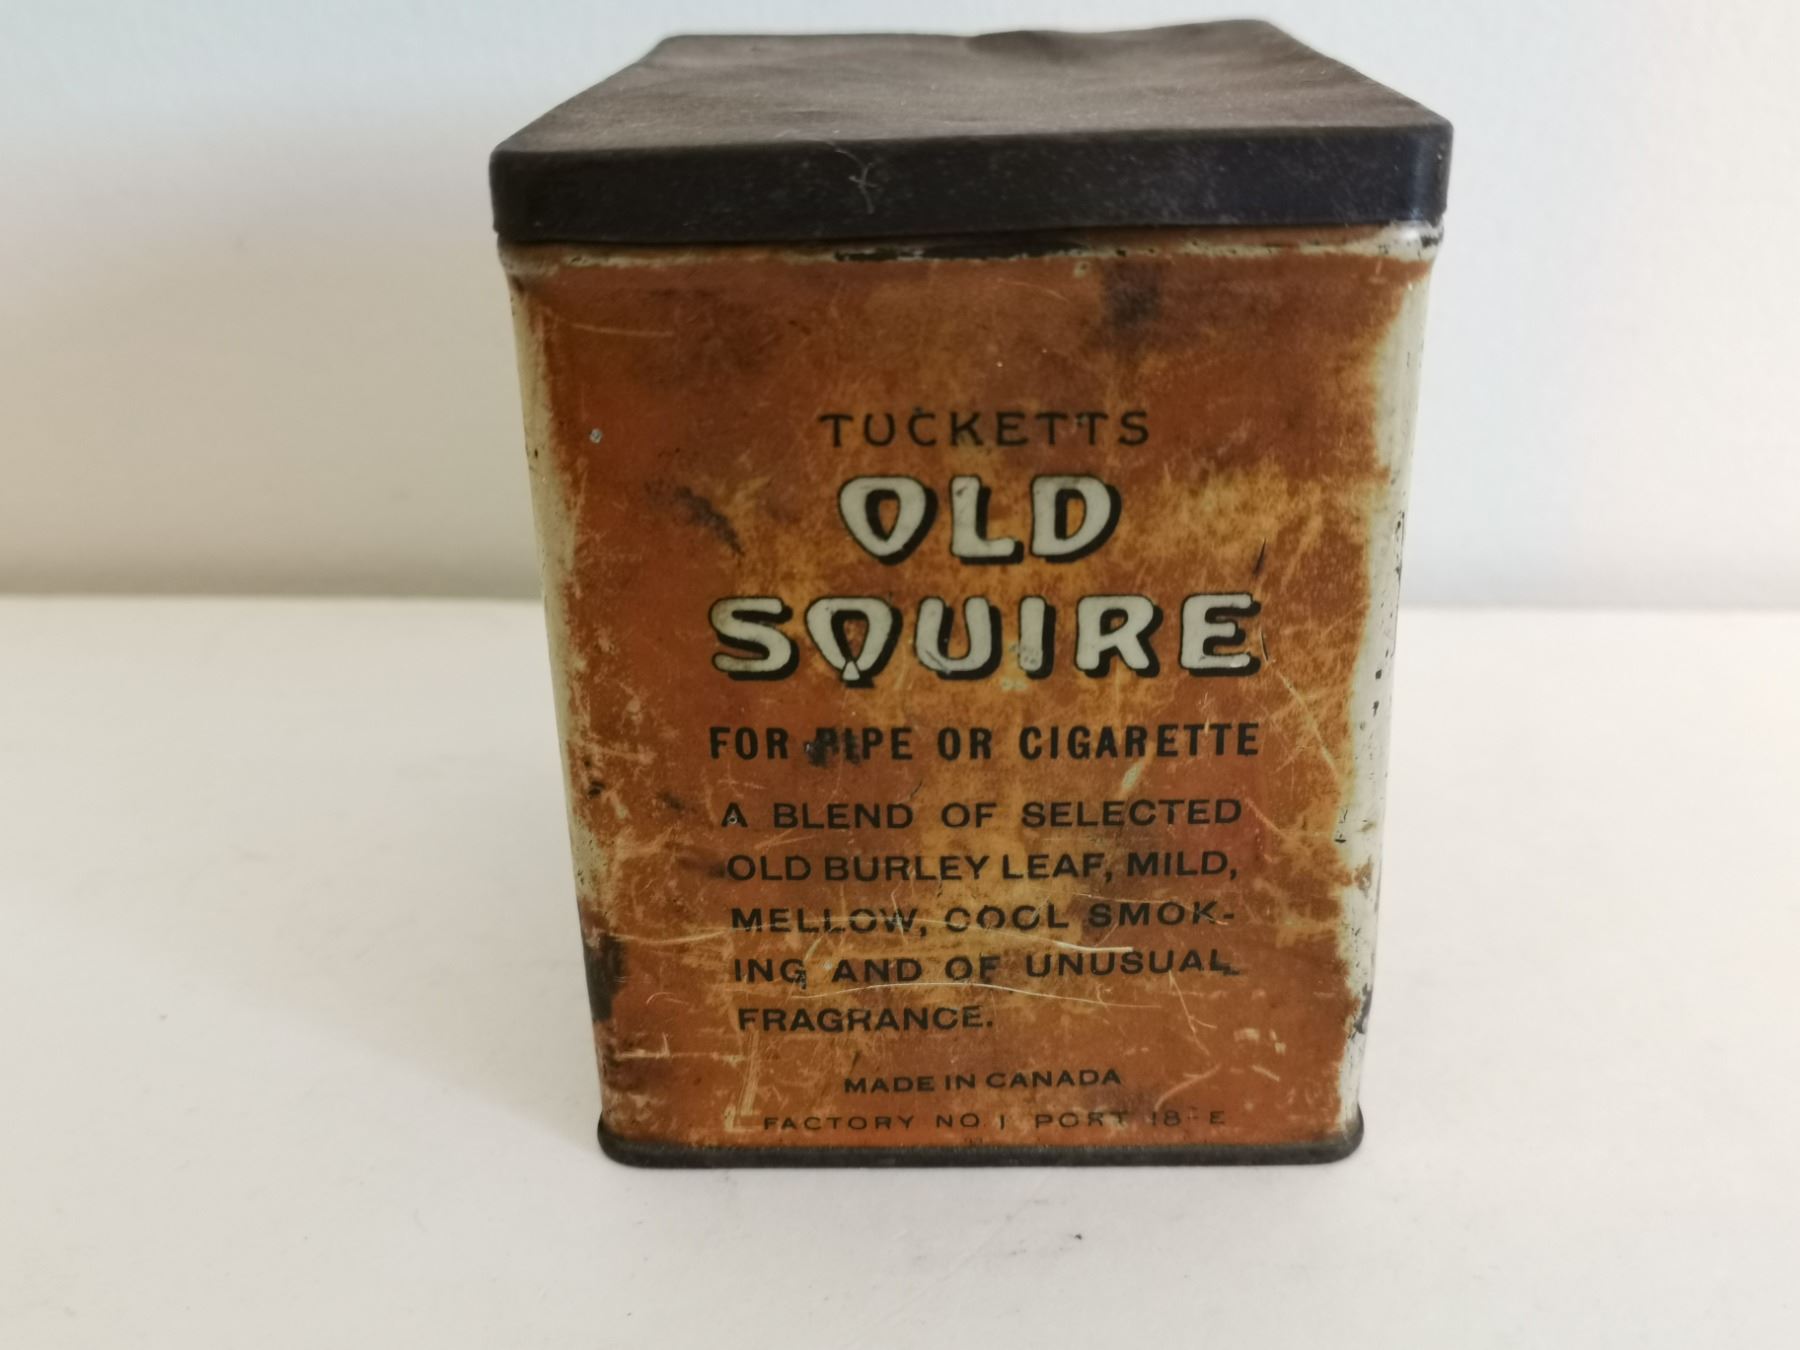 TUCKETTS
OLD
SQUIRE
FOR PIPE OR CIGARETTE
A BLEND OF SELECTED
OLD BURLEY LEAF, MILD,
MELLOW, COOL SMOK-
ING AND OF UNUSUAL
FRAGRANCE.
MADE IN CANADA
FACTORY NO. 1 PORT 18-E